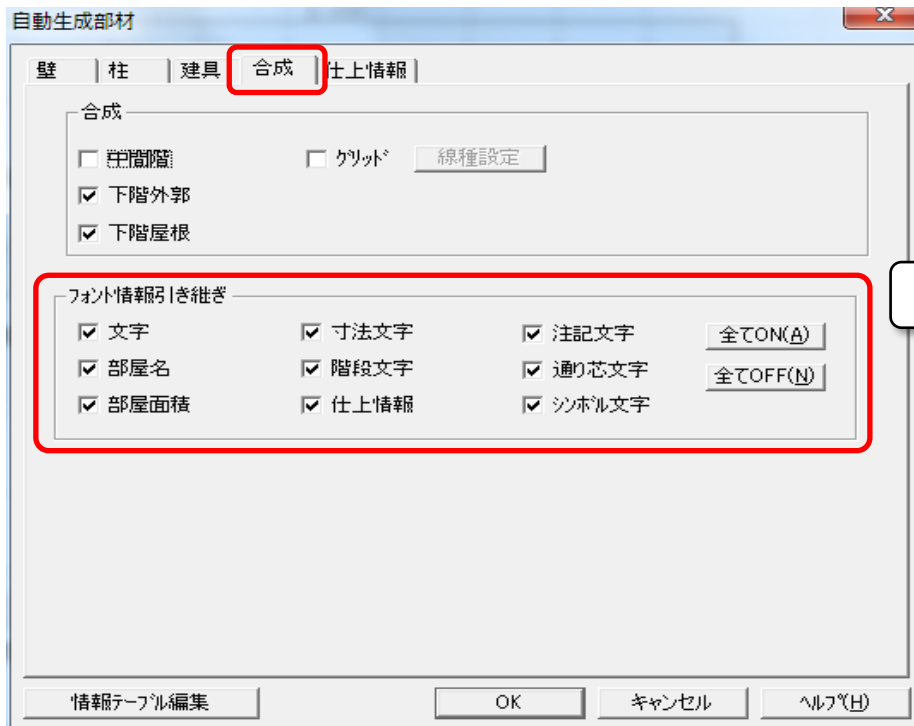 自動生成部材
壁 柱 建具 合成 仕上情報
合成
中間階 グリッド 線種設定
下階外郭
下階屋根
フォント情報引き継ぎ
文字 寸法文字 注記文字 全てON(A)
部屋名 階段文字 通り芯文字 全てOFF(N)
部屋面積 仕上情報 シンボル文字
情報テーブル編集 OK キャンセル ヘルプ(H)